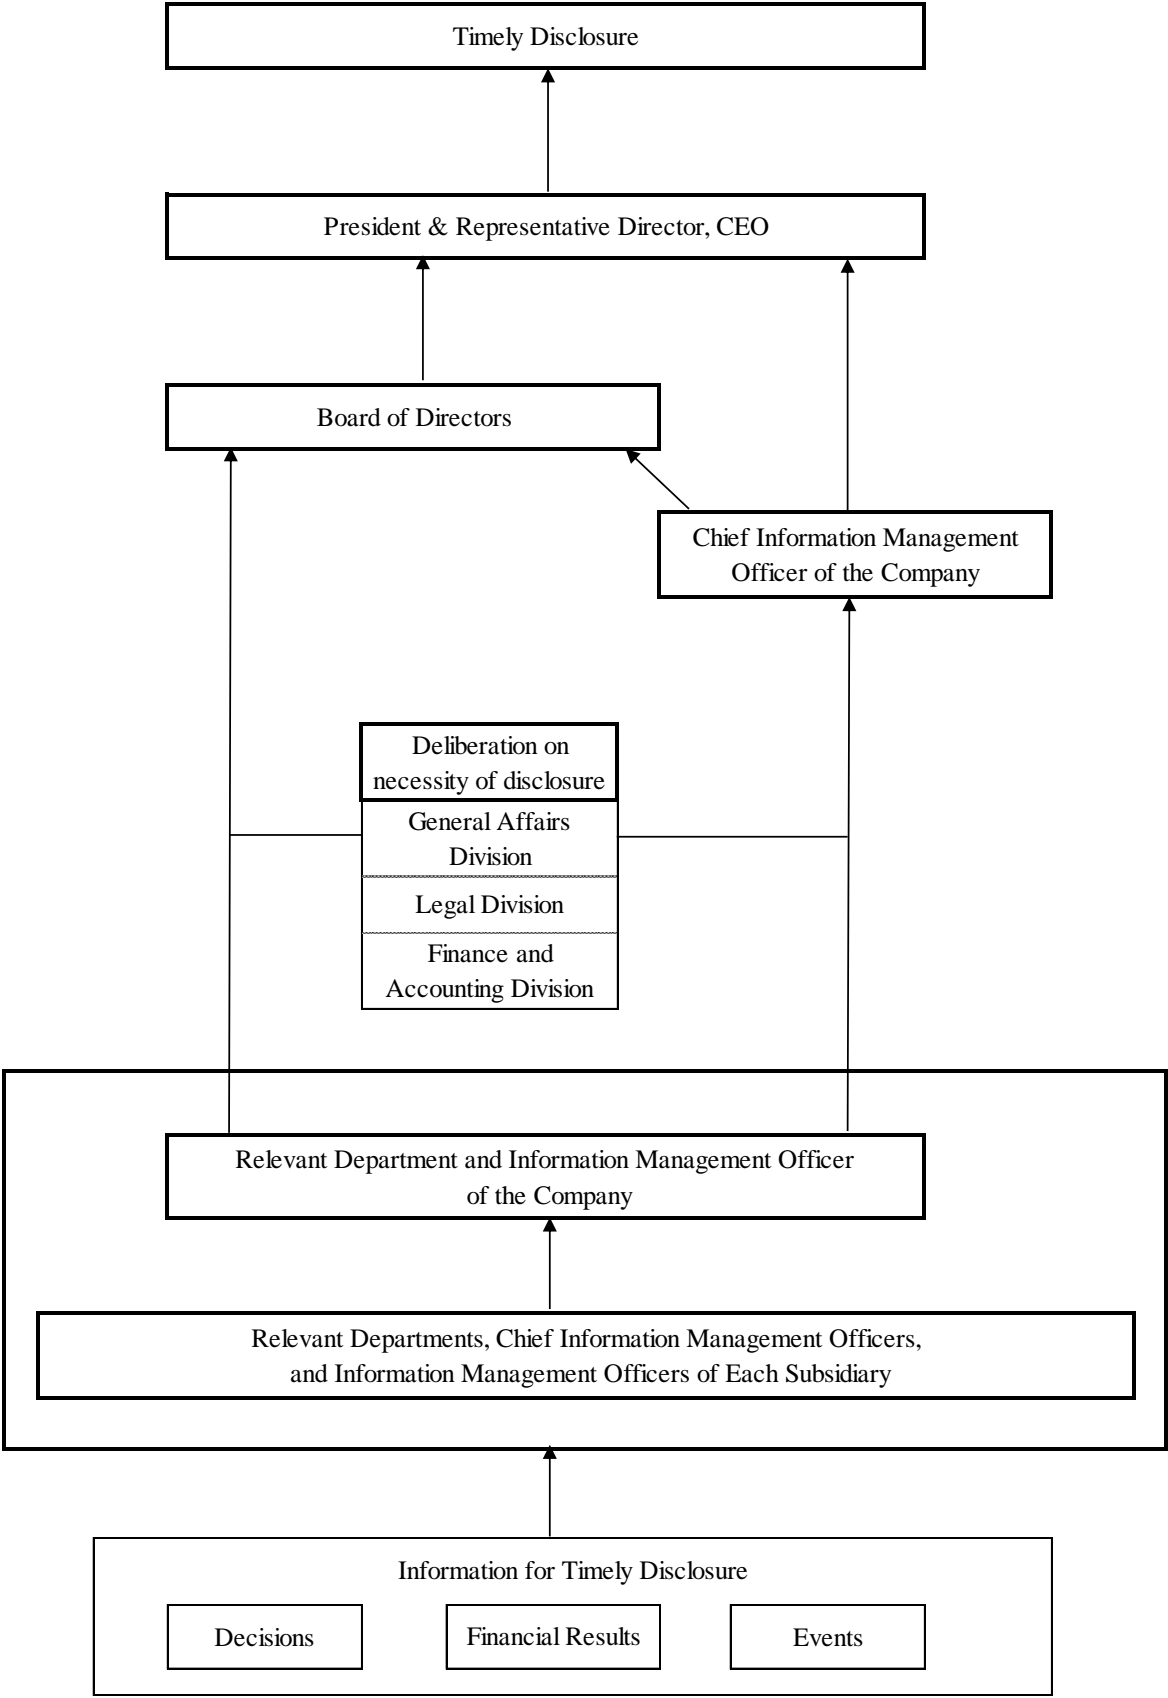 Timely Disclosure
President & Representative Director, CEO
Board of Directors
Chief Information Management
Officer of the Company
Deliberation on
necessity of disclosure
General Affairs
Division
Legal Division
Finance and
Accounting Division
Relevant Department and Information Management Officer
of the Company
Relevant Departments, Chief Information Management Officers,
and Information Management Officers of Each Subsidiary
Information for Timely Disclosure
Decisions
Financial Results
Events